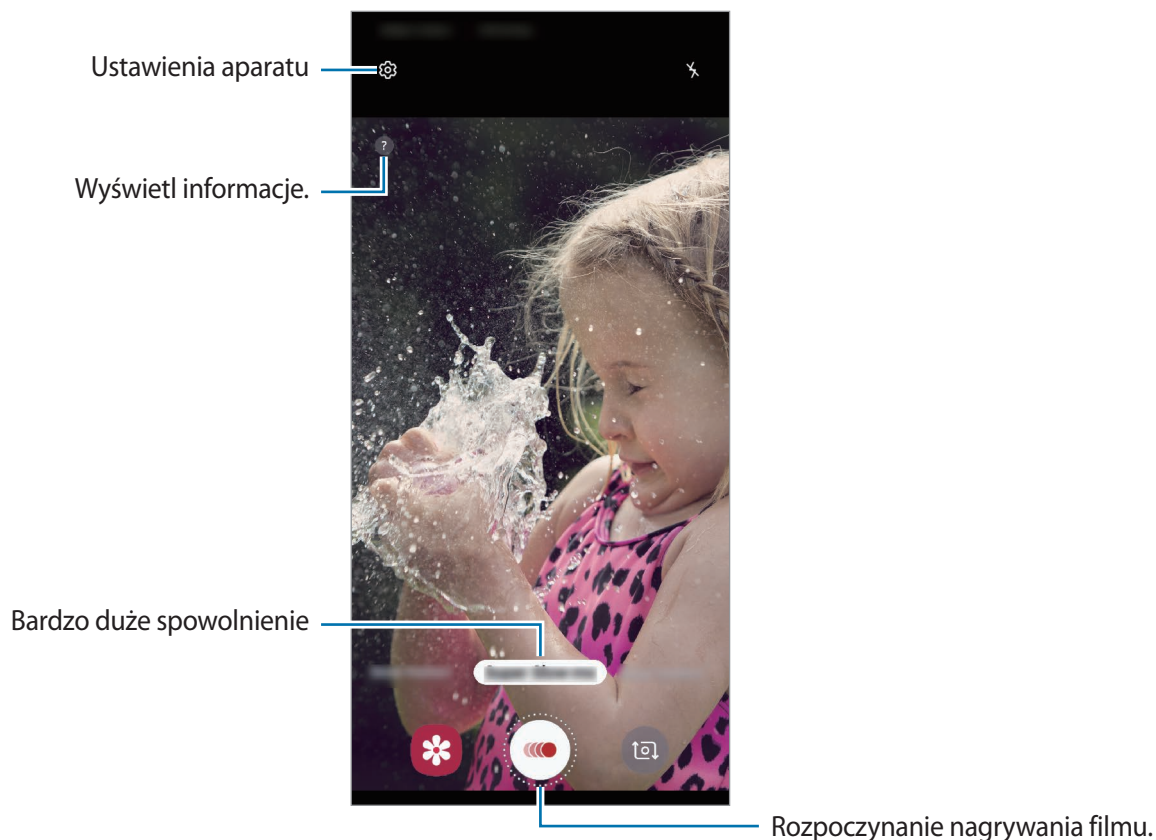 Ustawienia aparatu
?
Wyświetl informacje.
Bardzo duże spowolnienie
Rozpoczynanie nagrywania filmu.